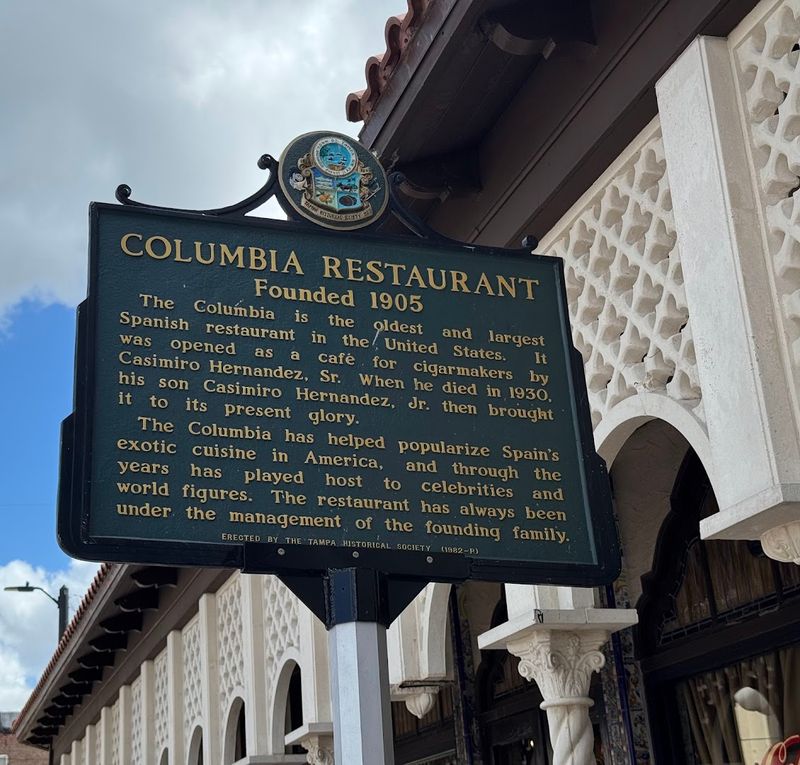 COLUMBIA RESTAURANT
Founded 1905
The Columbia is the oldest and largest
Spanish restaurant in the United States. It
was opened as a café for cigarmakers by
Casimiro Hernandez, Sr. When he died in 1930,
his son Casimiro Hernandez, Jr. then brought
it to its present glory.
The Columbia has helped popularize Spain's
exotic cuisine in America, and through the
years has played host to celebrities and
world figures. The restaurant has always been
under the management of the founding family.
ERECTED BY THE TAMPA HISTORICAL SOCIETY (1982-R)